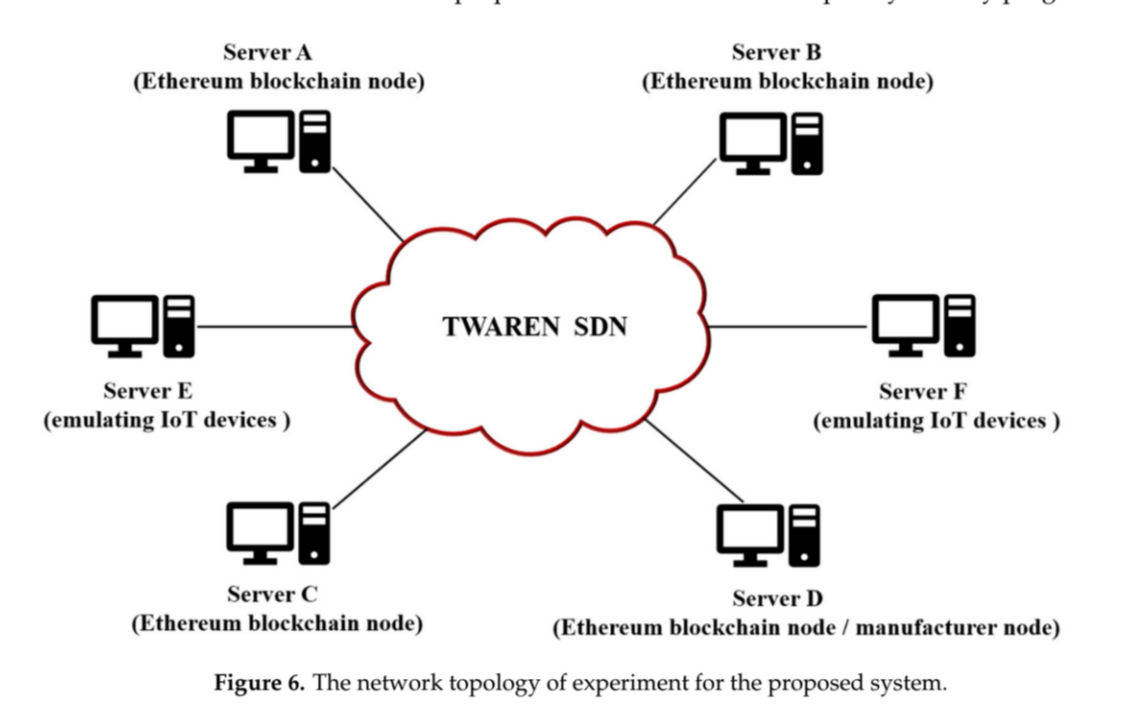 Server A
(Ethereum blockchain node)
Server B
(Ethereum blockchain node)
TWAREN SDN
Server E
(emulating IoT devices )
Server F
(emulating IoT devices )
Server C
(Ethereum blockchain node)
Server D
(Ethereum blockchain node / manufacturer node)
Figure 6. The network topology of experiment for the proposed system.